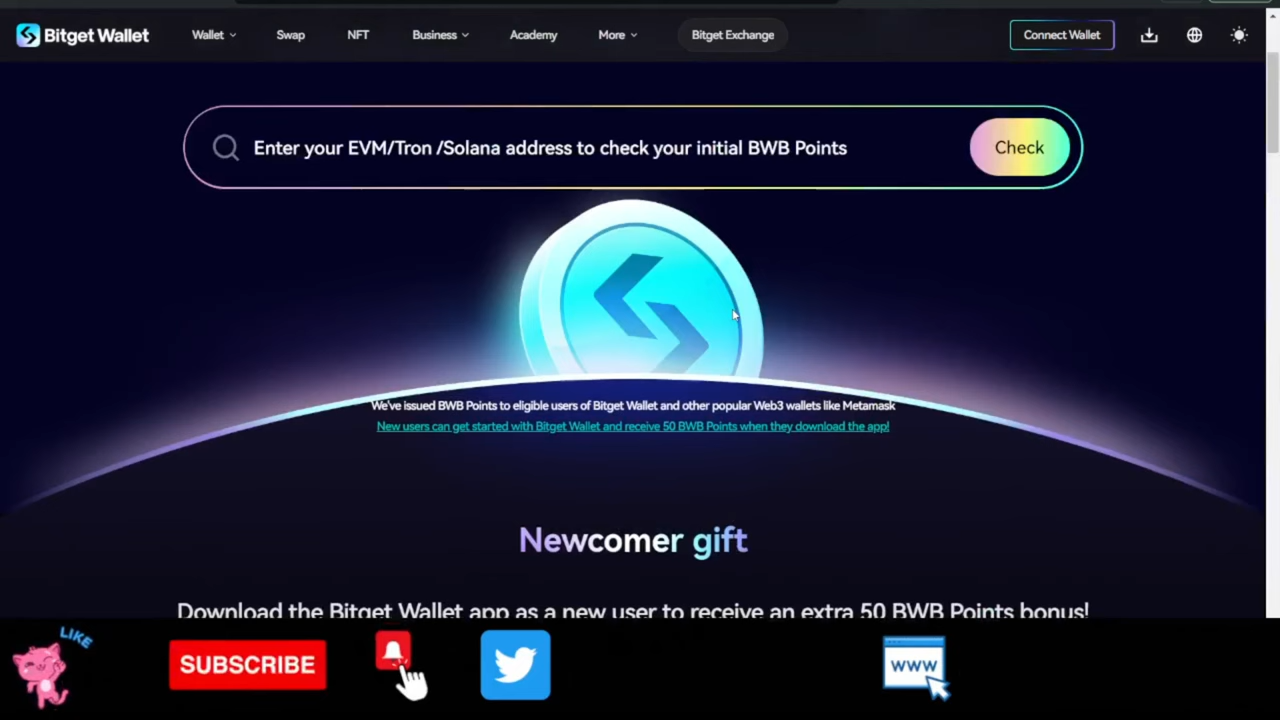 Bitget Wallet
Wallet
Swap
NFT
Business
Academy
More
Bitget Exchange
Connect Wallet
Enter your EVM/Tron /Solana address to check your initial BWB Points
Check
We've issued BWB Points to eligible users of Bitget Wallet and other popular Web3 wallets like Metamask
New users can get started with Bitget Wallet and receive 50 BWB Points when they download the app!
Newcomer gift
Download the Bitget Wallet app as a new user to receive an extra 50 BWB Points bonus!
LIKE
SUBSCRIBE
WWW